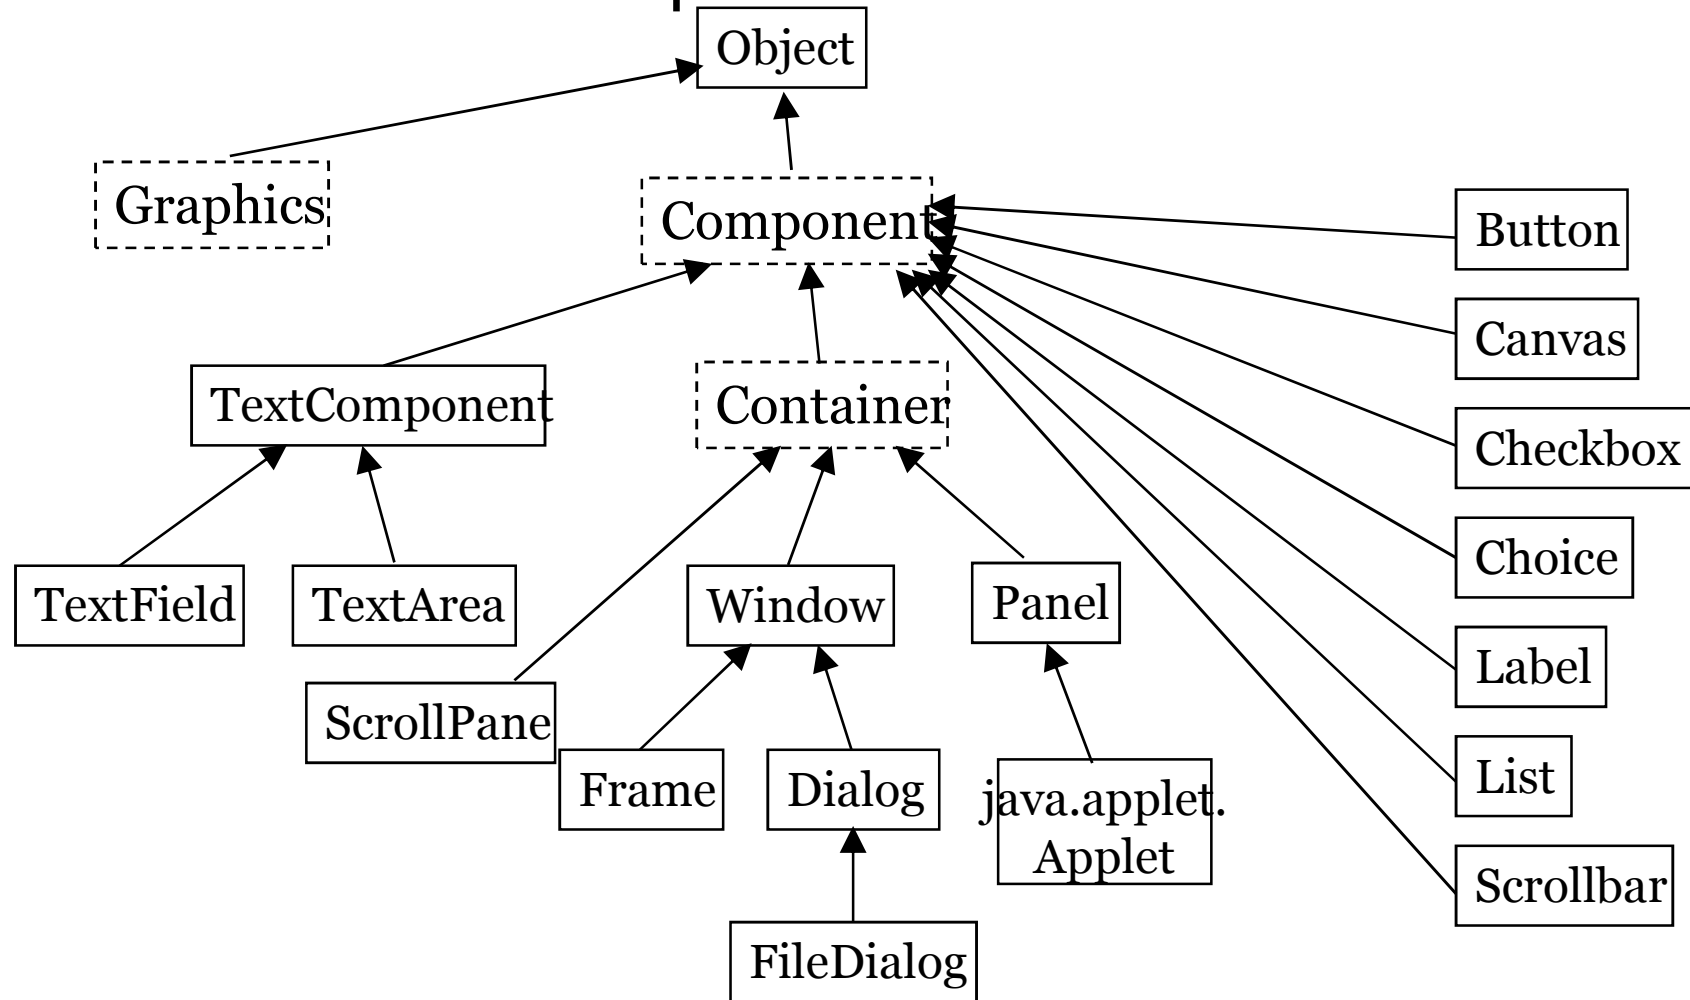 Object
Graphics
Component
Button
Canvas
TextComponent
Container
Checkbox
Choice
TextField
TextArea
Window
Panel
Label
ScrollPane
Frame
Dialog
java.applet.
Applet
List
Scrollbar
FileDialog